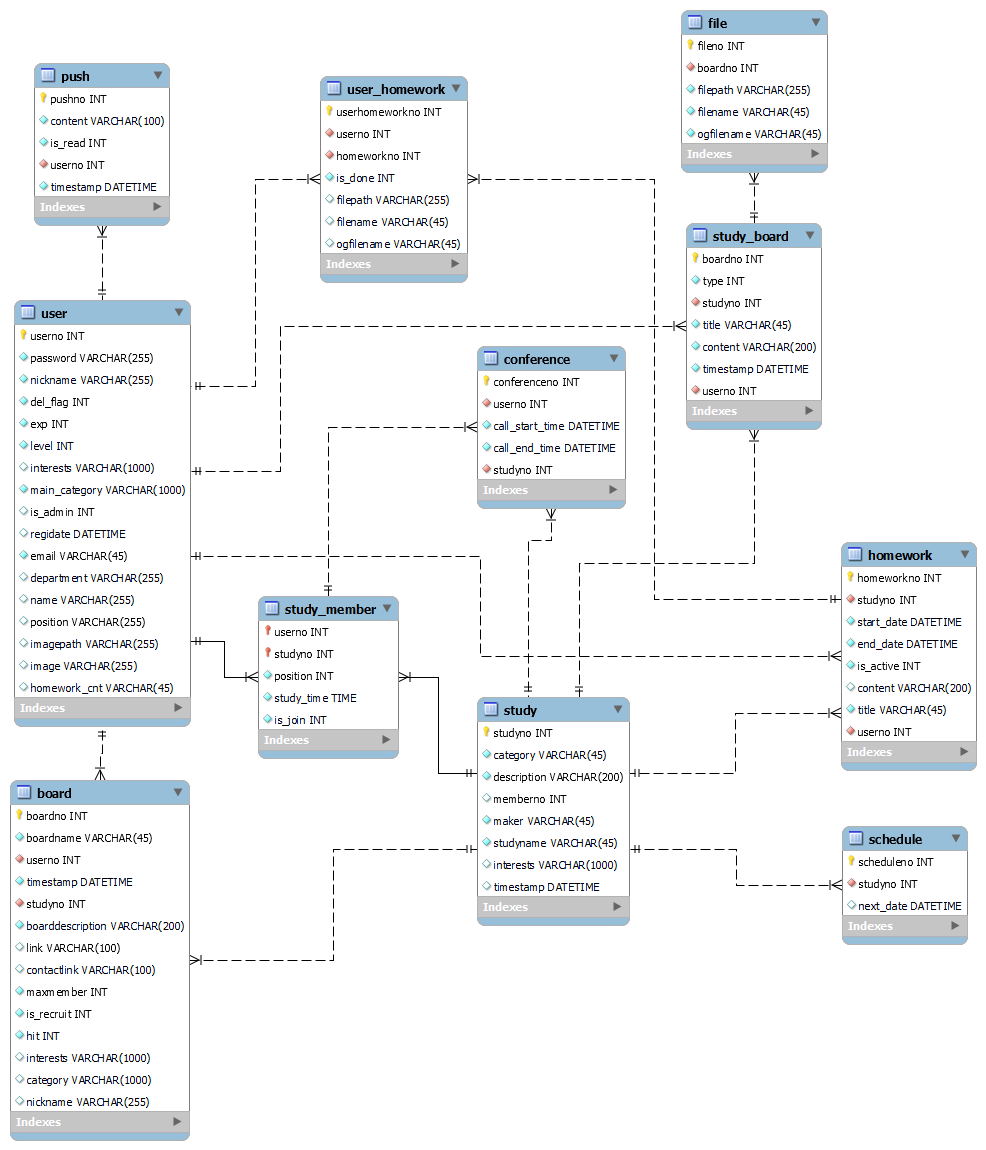 push
pushno INT
content VARCHAR(100)
is_read INT
userno INT
timestamp DATETIME
Indexes
user_homework
userhomeworkno INT
userno INT
homeworkno INT
is_done INT
filepath VARCHAR(255)
filename VARCHAR(45)
ogfilename VARCHAR(45)
Indexes
file
fileno INT
boardno INT
filepath VARCHAR(255)
filename VARCHAR(45)
ogfilename VARCHAR(45)
Indexes
study_board
boardno INT
type INT
studyno INT
title VARCHAR(45)
content VARCHAR(200)
timestamp DATETIME
userno INT
Indexes
user
userno INT
password VARCHAR(255)
nickname VARCHAR(255)
del_flag INT
exp INT
level INT
interests VARCHAR(1000)
main_category VARCHAR(1000)
is_admin INT
regidate DATETIME
email VARCHAR(45)
department VARCHAR(255)
name VARCHAR(255)
position VARCHAR(255)
imagepath VARCHAR(255)
image VARCHAR(255)
homework_cnt VARCHAR(45)
Indexes
conference
conferenceno INT
userno INT
call_start_time DATETIME
call_end_time DATETIME
studyno INT
Indexes
homework
homeworkno INT
studyno INT
start_date DATETIME
end_date DATETIME
is_active INT
content VARCHAR(200)
title VARCHAR(45)
userno INT
Indexes
study_member
userno INT
studyno INT
position INT
study_time TIME
is_join INT
Indexes
study
studyno INT
category VARCHAR(45)
description VARCHAR(200)
memberno INT
maker VARCHAR(45)
studyname VARCHAR(45)
interests VARCHAR(1000)
timestamp DATETIME
Indexes
schedule
scheduleno INT
studyno INT
next_date DATETIME
Indexes
board
boardno INT
boardname VARCHAR(45)
userno INT
timestamp DATETIME
studyno INT
boarddescription VARCHAR(200)
link VARCHAR(100)
contactlink VARCHAR(100)
maxmember INT
is_recruit INT
hit INT
interests VARCHAR(1000)
category VARCHAR(1000)
nickname VARCHAR(255)
Indexes